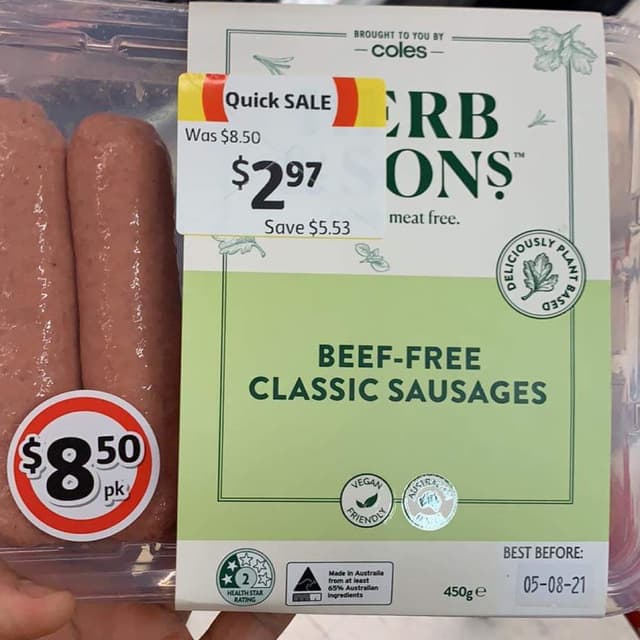 BROUGHT TO YOU BY
coles
Quick SALE
Was $8.50
$2.97
Save $5.53
ERB
SONS™
meat free.
DELICIOUSLY PLANT BASED
BEEF-FREE
CLASSIC SAUSAGES
$8.50
pk
VEGAN
FRIENDLY
2
HEALTH STAR
RATING
Made in Australia
from at least
65% Australian
ingredients
450g e
BEST BEFORE:
05-08-21